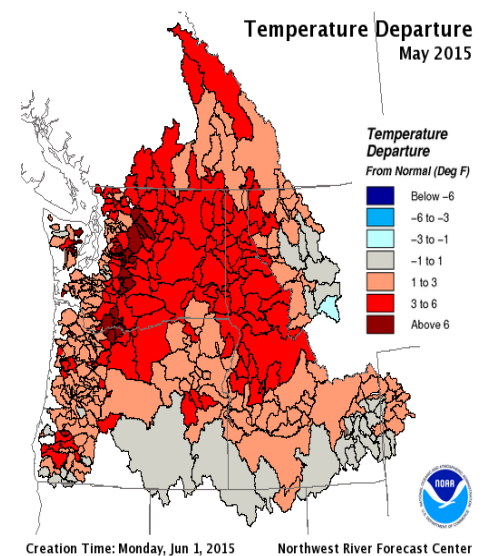 Temperature Departure
May 2015
Temperature
Departure
From Normal (Deg F)
Below −6
−6 to −3
−3 to −1
−1 to 1
1 to 3
3 to 6
Above 6
NOAA
Creation Time: Monday, Jun 1, 2015 Northwest River Forecast Center